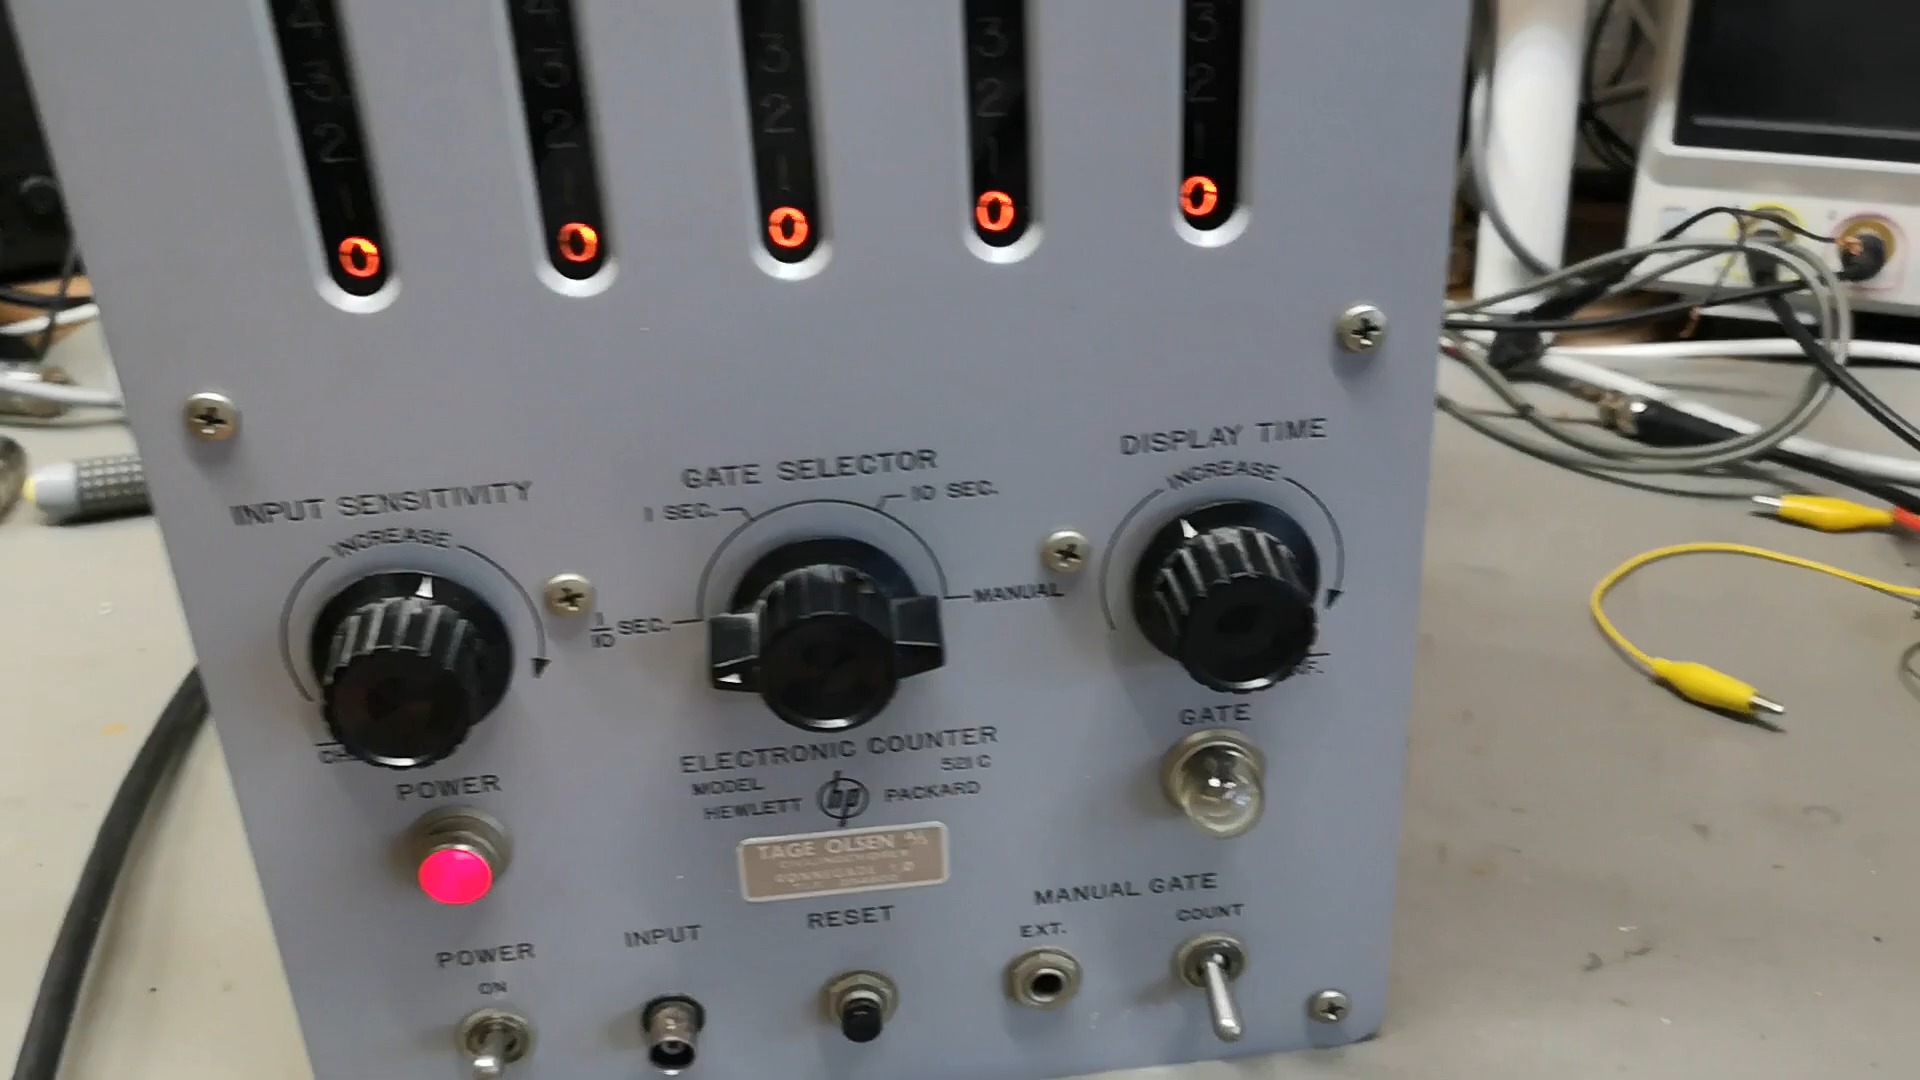 4 4
3 3 3 3 3
2 2 2 2 2
1 1 1 1 1
0 0 0 0 0
INPUT SENSITIVITY
INCREASE
GATE SELECTOR
1/10 SEC.
1 SEC.
10 SEC.
MANUAL
DISPLAY TIME
INCREASE
GATE
ELECTRONIC COUNTER
MODEL 521C
HEWLETT hp PACKARD
TAGE OLSEN A/S
POWER
POWER
ON
INPUT
RESET
MANUAL GATE
EXT.
COUNT